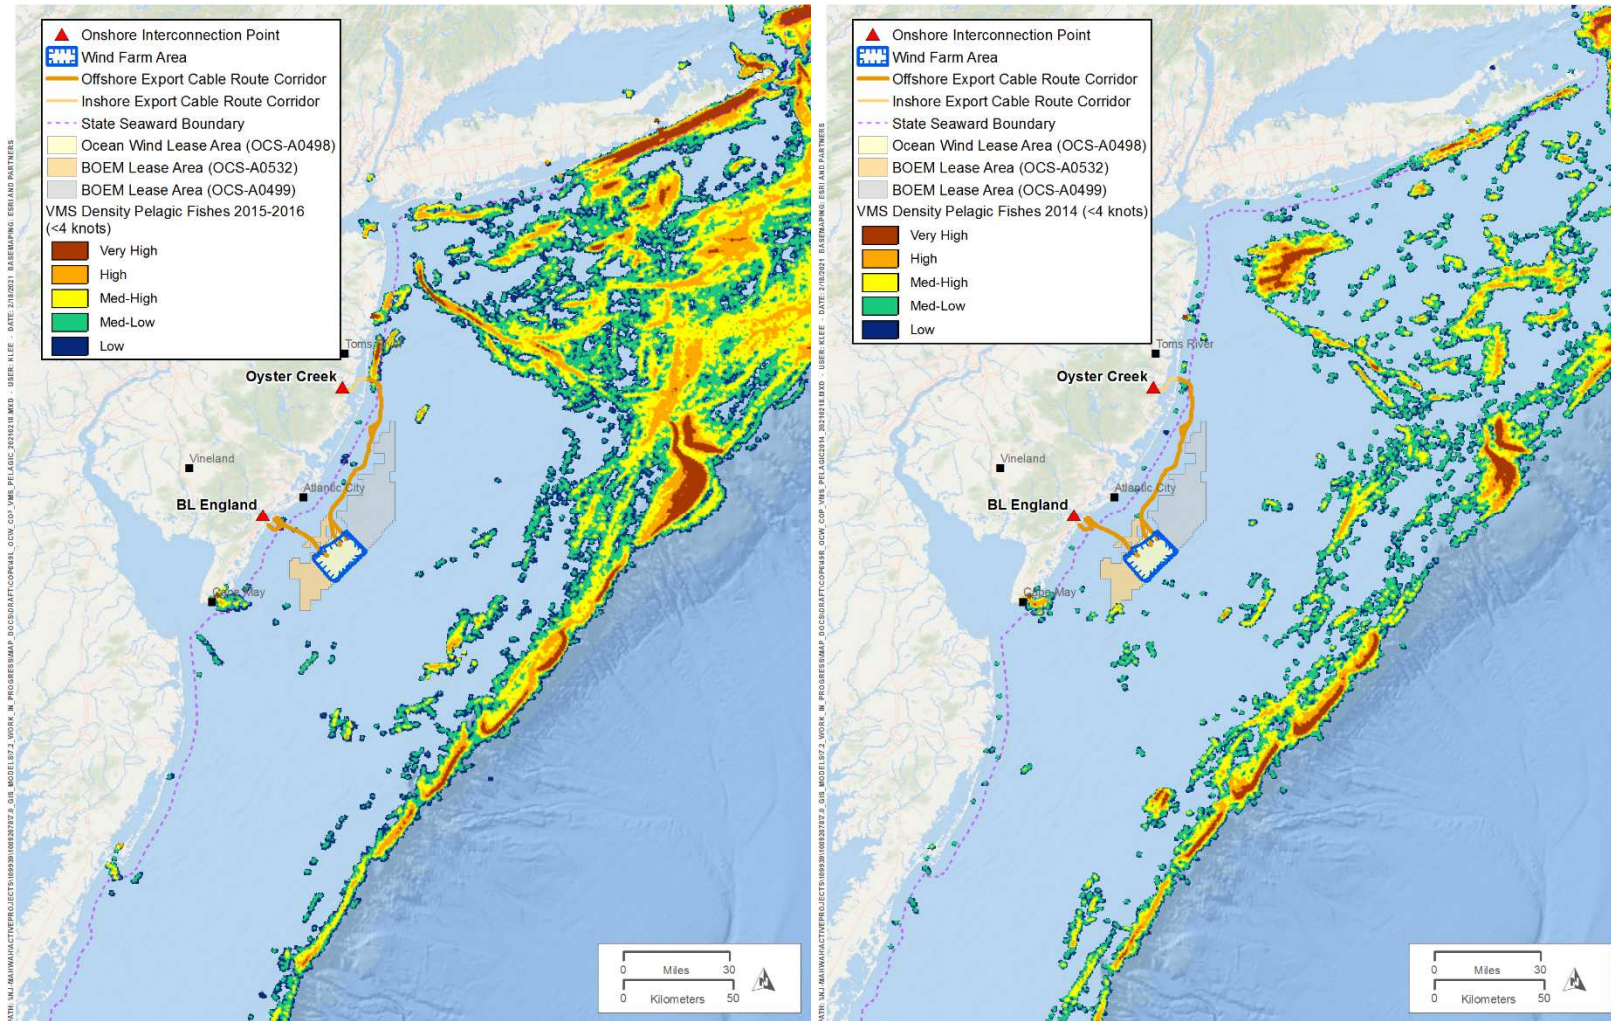 Onshore Interconnection Point
Wind Farm Area
Offshore Export Cable Route Corridor
Inshore Export Cable Route Corridor
State Seaward Boundary
Ocean Wind Lease Area (OCS-A0498)
BOEM Lease Area (OCS-A0532)
BOEM Lease Area (OCS-A0499)
VMS Density Pelagic Fishes 2015-2016
(<4 knots)
Very High
High
Med-High
Med-Low
Low
Toms
Oyster Creek
Vineland
Atlantic City
BL England
Cape May
0 Miles 30
0 Kilometers 50
Onshore Interconnection Point
Wind Farm Area
Offshore Export Cable Route Corridor
Inshore Export Cable Route Corridor
State Seaward Boundary
Ocean Wind Lease Area (OCS-A0498)
BOEM Lease Area (OCS-A0532)
BOEM Lease Area (OCS-A0499)
VMS Density Pelagic Fishes 2014 (<4 knots)
Very High
High
Med-High
Med-Low
Low
Toms River
Oyster Creek
Vineland
Atlantic City
BL England
Cape May
0 Miles 30
0 Kilometers 50